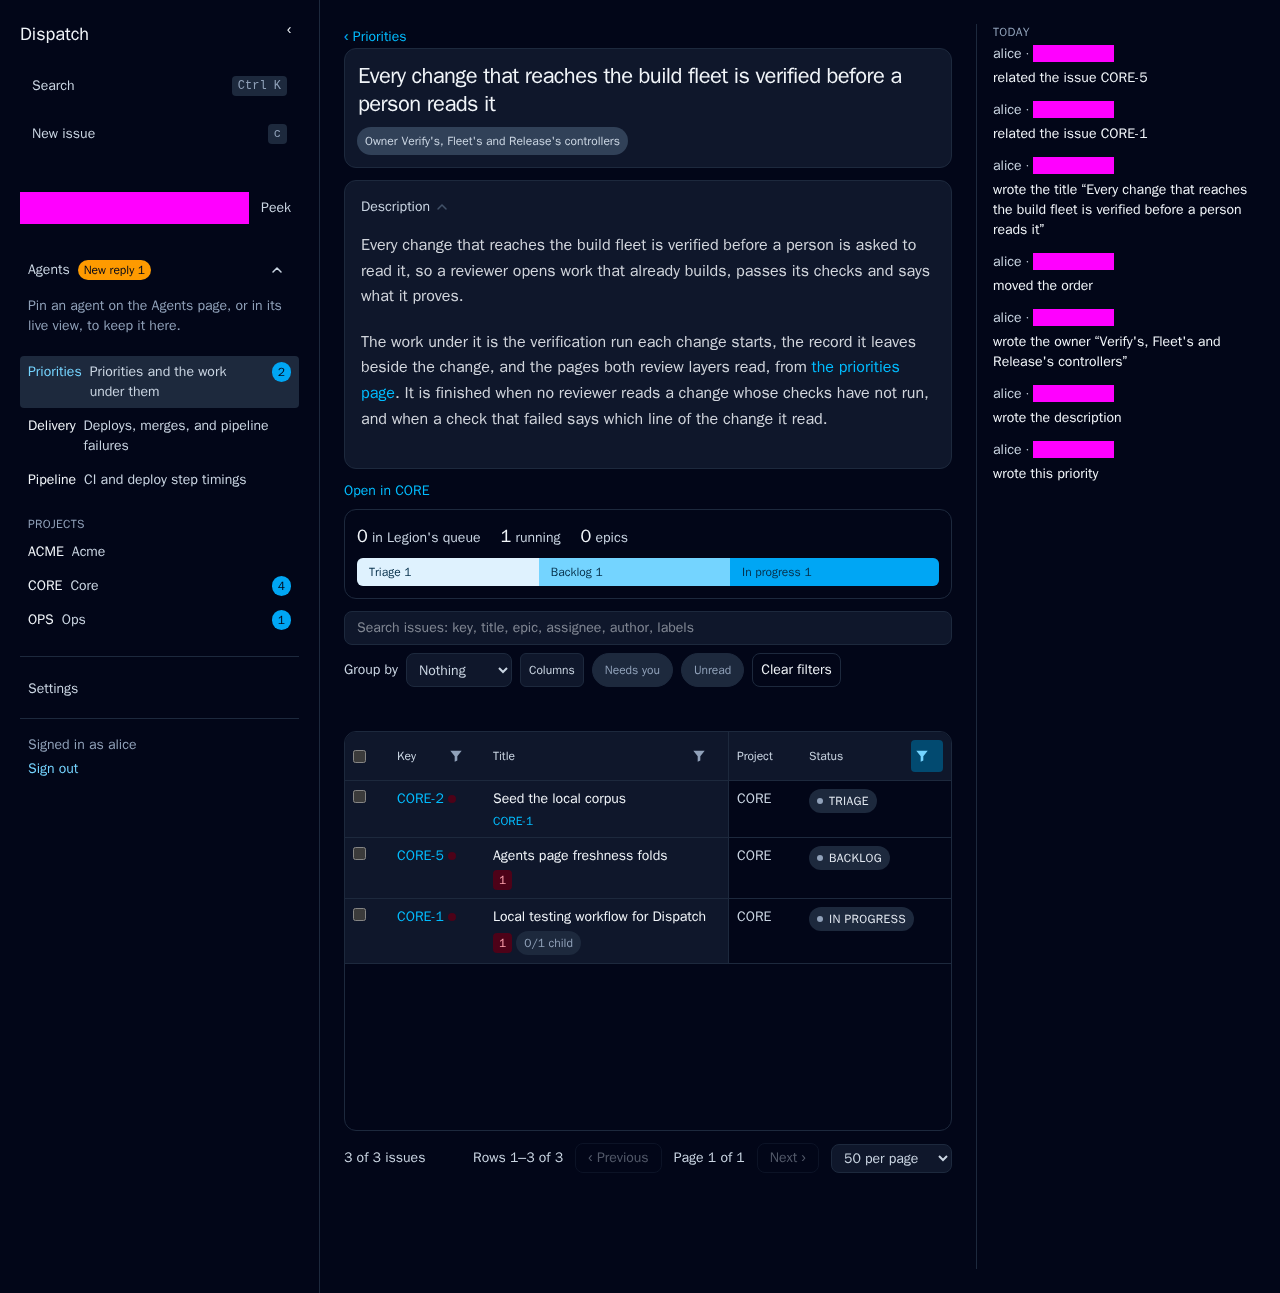 Dispatch
‹
Search
Ctrl K
New issue
C
Peek
Agents
New reply 1
Pin an agent on the Agents page, or in its
live view, to keep it here.
Priorities
Priorities and the work
under them
2
Delivery
Deploys, merges, and pipeline
failures
Pipeline
CI and deploy step timings
PROJECTS
ACME
Acme
CORE
Core
4
OPS
Ops
1
Settings
Signed in as alice
Sign out
‹ Priorities
Every change that reaches the build fleet is verified before a
person reads it
Owner Verify's, Fleet's and Release's controllers
Description
Every change that reaches the build fleet is verified before a person is asked to
read it, so a reviewer opens work that already builds, passes its checks and says
what it proves.
The work under it is the verification run each change starts, the record it leaves
beside the change, and the pages both review layers read, from the priorities
page. It is finished when no reviewer reads a change whose checks have not run,
and when a check that failed says which line of the change it read.
Open in CORE
0 in Legion's queue
1 running
0 epics
Triage 1
Backlog 1
In progress 1
Search issues: key, title, epic, assignee, author, labels
Group by
Nothing
Columns
Needs you
Unread
Clear filters
Key
Title
Project
Status
CORE-2
Seed the local corpus
CORE-1
CORE
TRIAGE
CORE-5
Agents page freshness folds
1
CORE
BACKLOG
CORE-1
Local testing workflow for Dispatch
1
0/1 child
CORE
IN PROGRESS
3 of 3 issues
Rows 1–3 of 3
‹ Previous
Page 1 of 1
Next ›
50 per page
TODAY
alice ·
related the issue CORE-5
alice ·
related the issue CORE-1
alice ·
wrote the title “Every change that reaches
the build fleet is verified before a person
reads it”
alice ·
moved the order
alice ·
wrote the owner “Verify's, Fleet's and
Release's controllers”
alice ·
wrote the description
alice ·
wrote this priority